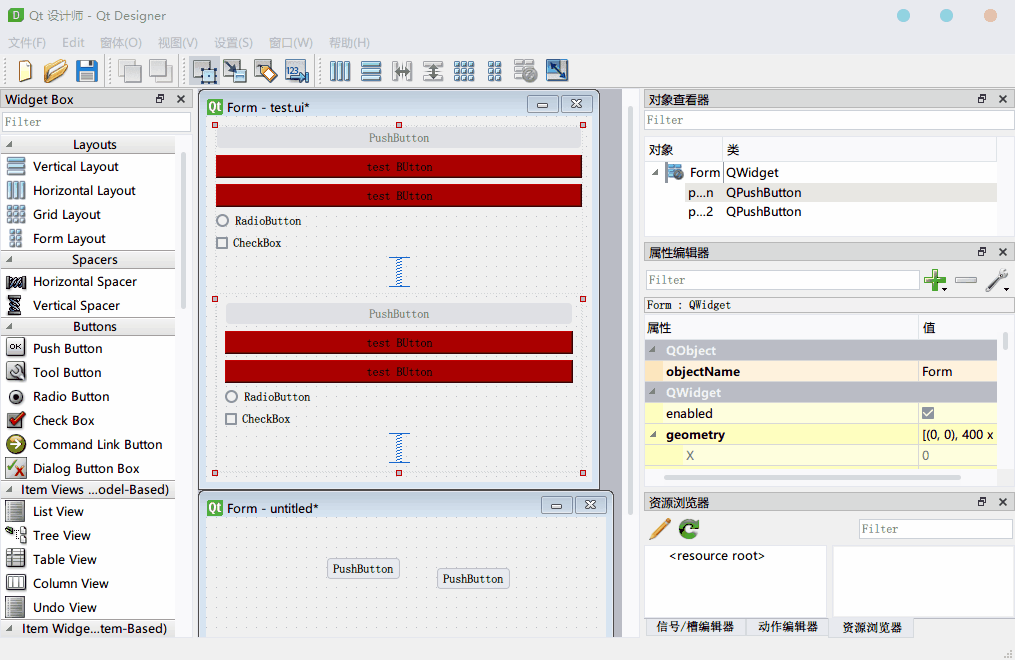 Qt 设计师 - Qt Designer
文件(F) Edit 窗体(O) 视图(V) 设置(S) 窗口(W) 帮助(H)
123
Widget Box
Filter
Layouts
Vertical Layout
Horizontal Layout
Grid Layout
Form Layout
Spacers
Horizontal Spacer
Vertical Spacer
Buttons
OK Push Button
Tool Button
Radio Button
Check Box
Command Link Button
Dialog Button Box
Item Views ...odel-Based)
List View
Tree View
Table View
Column View
Undo View
Item Widge...tem-Based)
Qt Form - test.ui*
PushButton
test BUtton
test BUtton
RadioButton
CheckBox
PushButton
test BUtton
test BUtton
RadioButton
CheckBox
Qt Form - untitled*
PushButton
PushButton
对象查看器
Filter
对象 类
Form QWidget
p...n QPushButton
p...2 QPushButton
属性编辑器
Filter
Form : QWidget
属性 值
QObject
objectName Form
QWidget
enabled
geometry [(0, 0), 400 x
X 0
资源浏览器
Filter
<resource root>
信号/槽编辑器 动作编辑器 资源浏览器